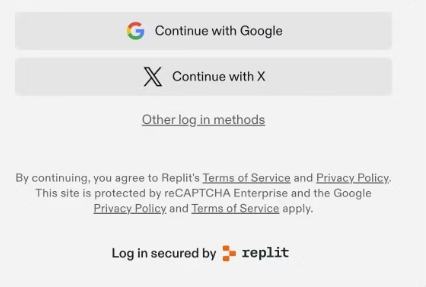 Continue with Google
Continue with X
Other log in methods
By continuing, you agree to Replit's Terms of Service and Privacy Policy.
This site is protected by reCAPTCHA Enterprise and the Google
Privacy Policy and Terms of Service apply.
Log in secured by replit